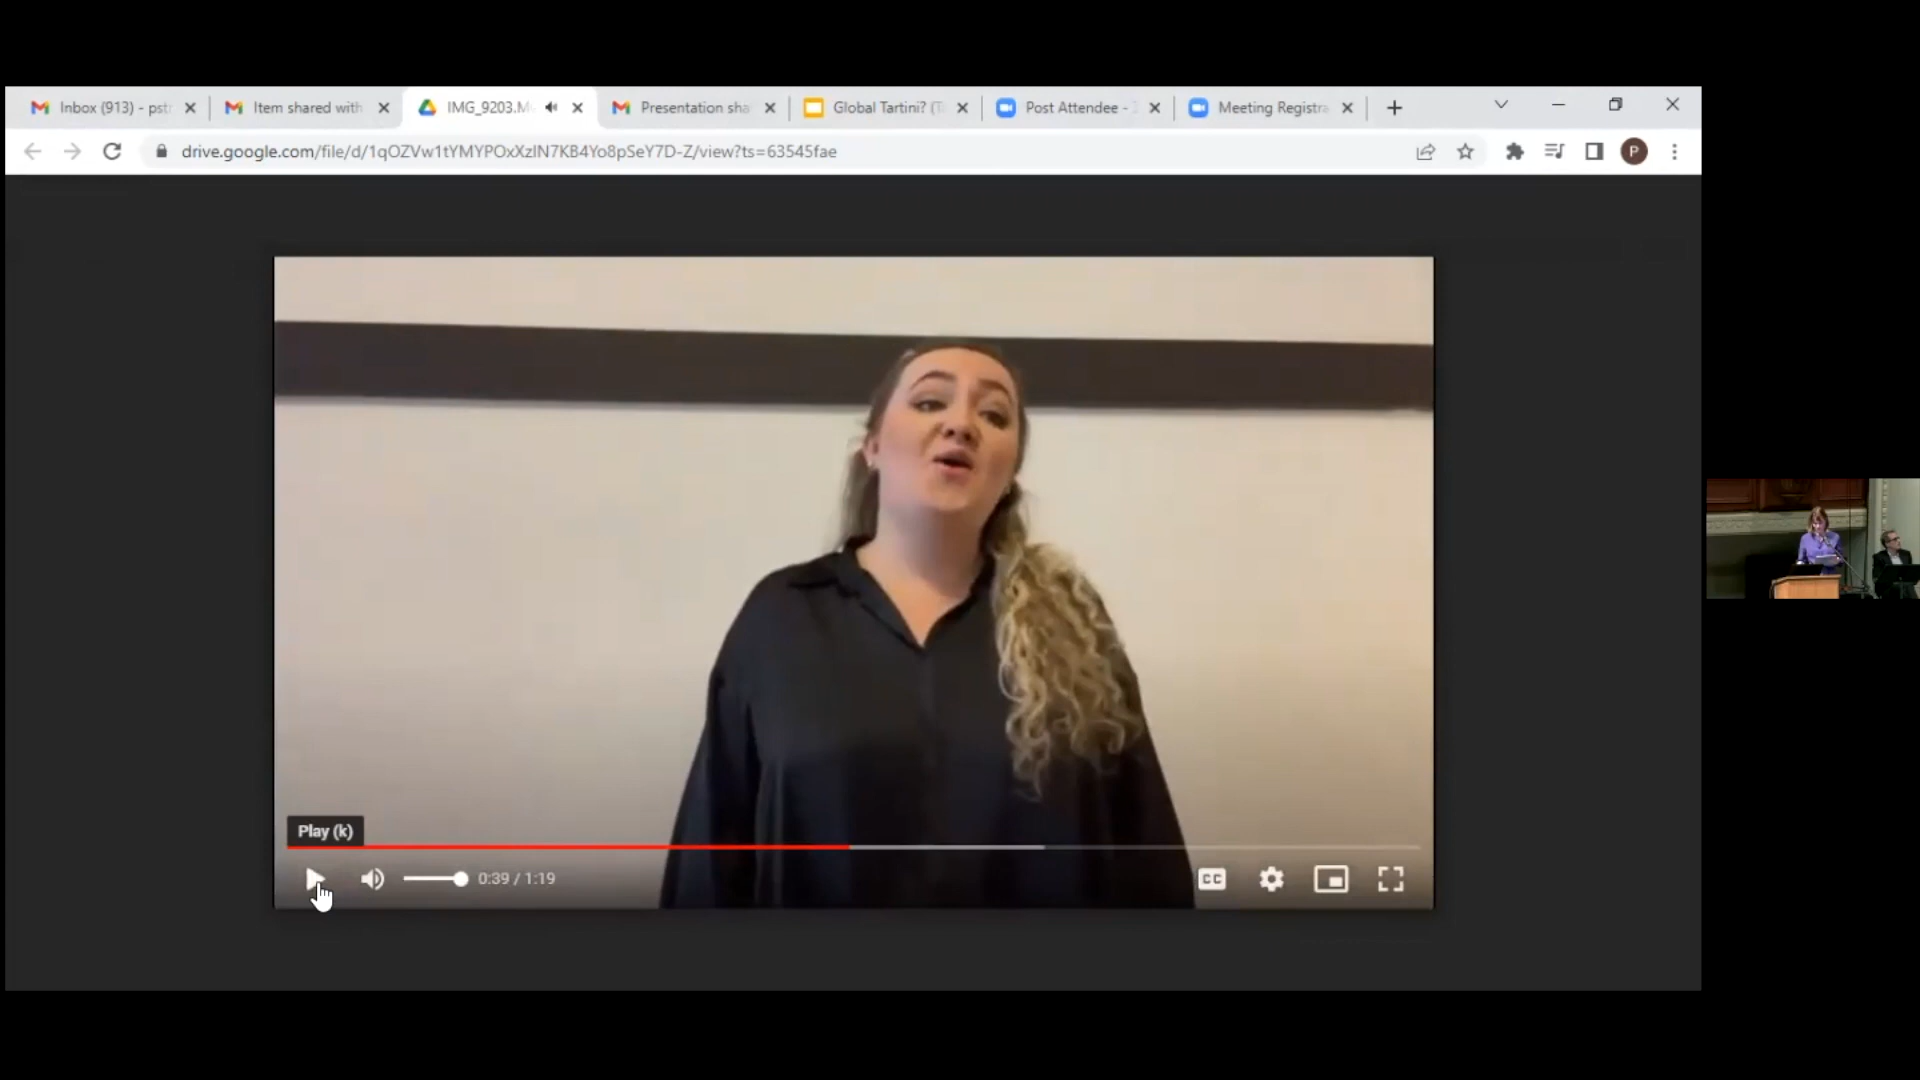 Inbox (913) - pst
Item shared with
IMG_9203.M
Presentation sha
Global Tartini? (T
Post Attendee -
Meeting Registra
drive.google.com/file/d/1qOZVw1tYMYPOxXzlN7KB4Yo8pSeY7D-Z/view?ts=63545fae
P
Play (k)
0:39 / 1:19
CC